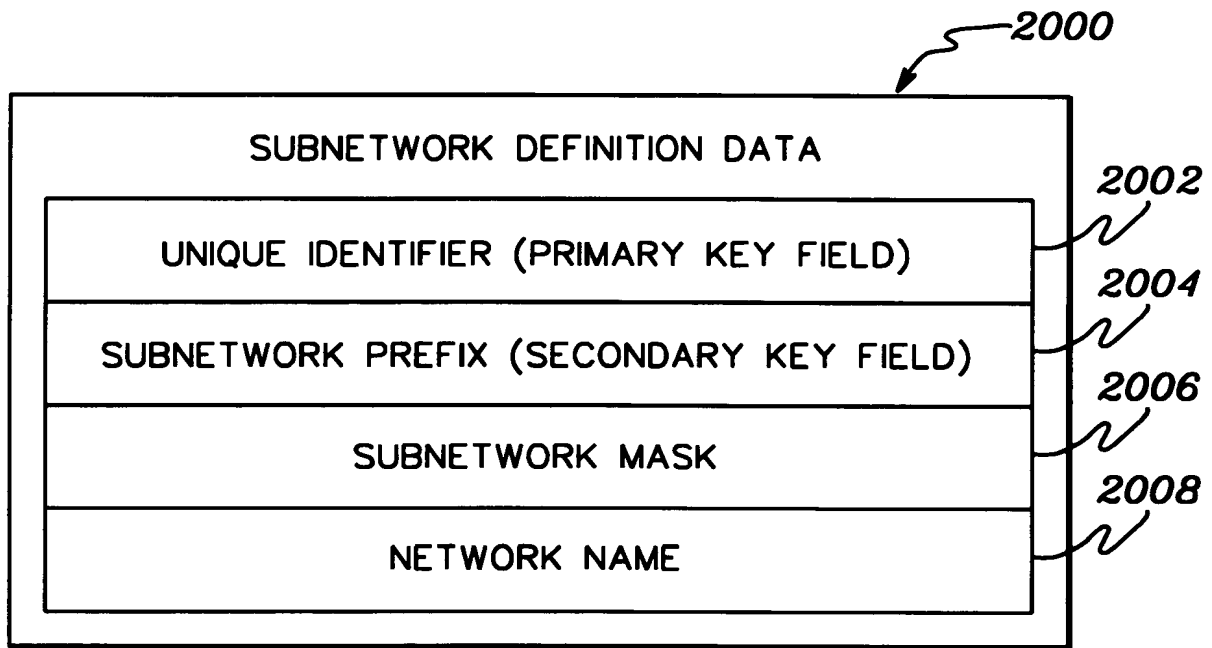 2000
SUBNETWORK DEFINITION DATA
2002
UNIQUE IDENTIFIER (PRIMARY KEY FIELD)
2004
SUBNETWORK PREFIX (SECONDARY KEY FIELD)
2006
SUBNETWORK MASK
2008
NETWORK NAME